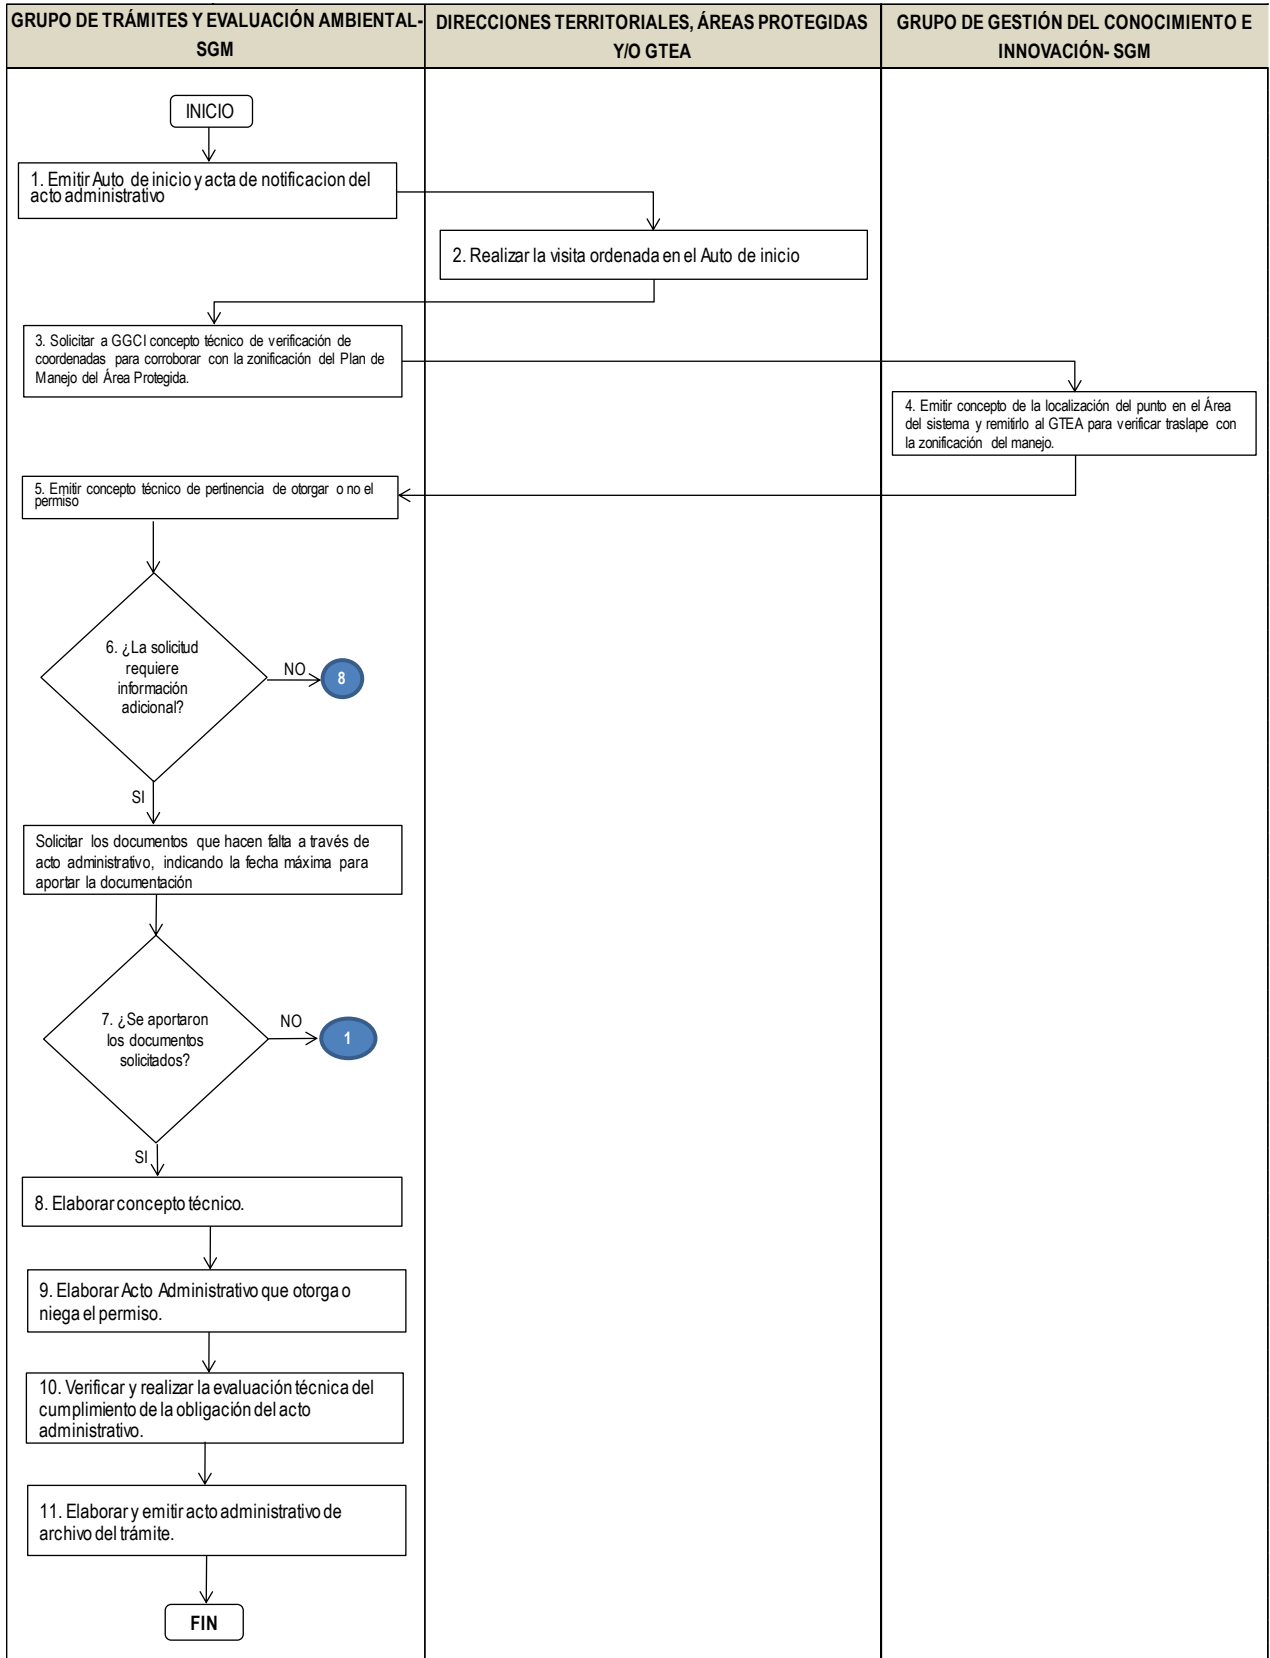 GRUPO DE TRÁMITES Y EVALUACIÓN AMBIENTAL-
SGM
DIRECCIONES TERRITORIALES, ÁREAS PROTEGIDAS
Y/O GTEA
GRUPO DE GESTIÓN DEL CONOCIMIENTO E
INNOVACIÓN- SGM
INICIO
1. Emitir Auto de inicio y acta de notificacion del
acto administrativo
2. Realizar la visita ordenada en el Auto de inicio
3. Solicitar a GGCI concepto técnico de verificación de
coordenadas para corroborar con la zonificación del Plan de
Manejo del Área Protegida.
4. Emitir concepto de la localización del punto en el Área
del sistema y remitirlo al GTEA para verificar traslape con
la zonificación del manejo.
5. Emitir concepto técnico de pertinencia de otorgar o no el
permiso
6. ¿La solicitud
requiere
información
adicional?
NO
8
SI
Solicitar los documentos que hacen falta a través de
acto administrativo, indicando la fecha máxima para
aportar la documentación
7. ¿Se aportaron
los documentos
solicitados?
NO
1
SI
8. Elaborar concepto técnico.
9. Elaborar Acto Administrativo que otorga o
niega el permiso.
10. Verificar y realizar la evaluación técnica del
cumplimiento de la obligación del acto
administrativo.
11. Elaborar y emitir acto administrativo de
archivo del trámite.
FIN